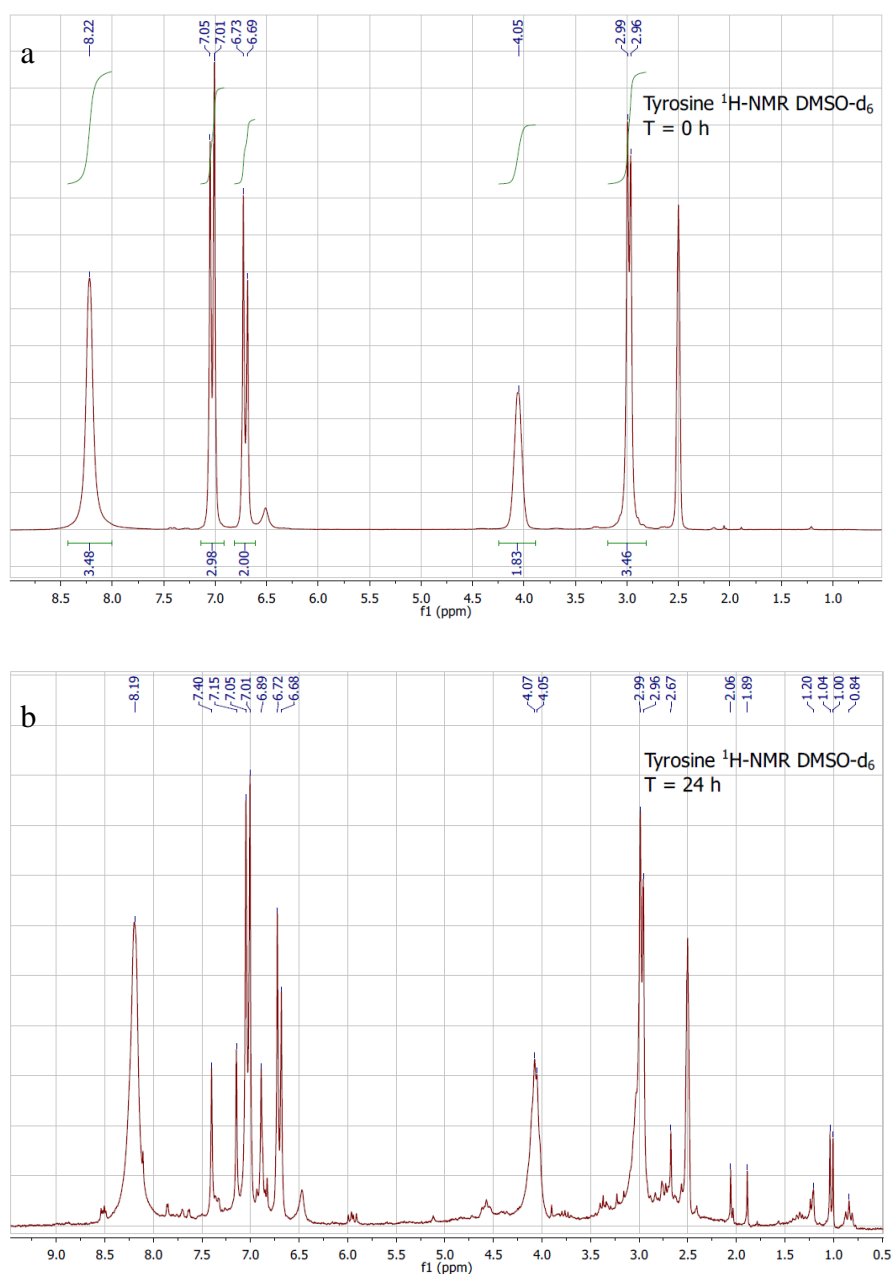 8.22 7.05 7.01 6.73 6.69 4.05 2.99 2.96
a
Tyrosine ¹H-NMR DMSO-d₆
T = 0 h
3.48 2.98 2.00 1.83 3.46
8.5 8.0 7.5 7.0 6.5 6.0 5.5 5.0 4.5 4.0 3.5 3.0 2.5 2.0 1.5 1.0
f1 (ppm)
8.19 7.40 7.15 7.05 7.01 6.89 6.72 6.68 4.07 4.05 2.99 2.96 2.67 2.06 1.89 1.20 1.04 1.00 0.84
b
Tyrosine ¹H-NMR DMSO-d₆
T = 24 h
9.0 8.5 8.0 7.5 7.0 6.5 6.0 5.5 5.0 4.5 4.0 3.5 3.0 2.5 2.0 1.5 1.0 0.5
f1 (ppm)